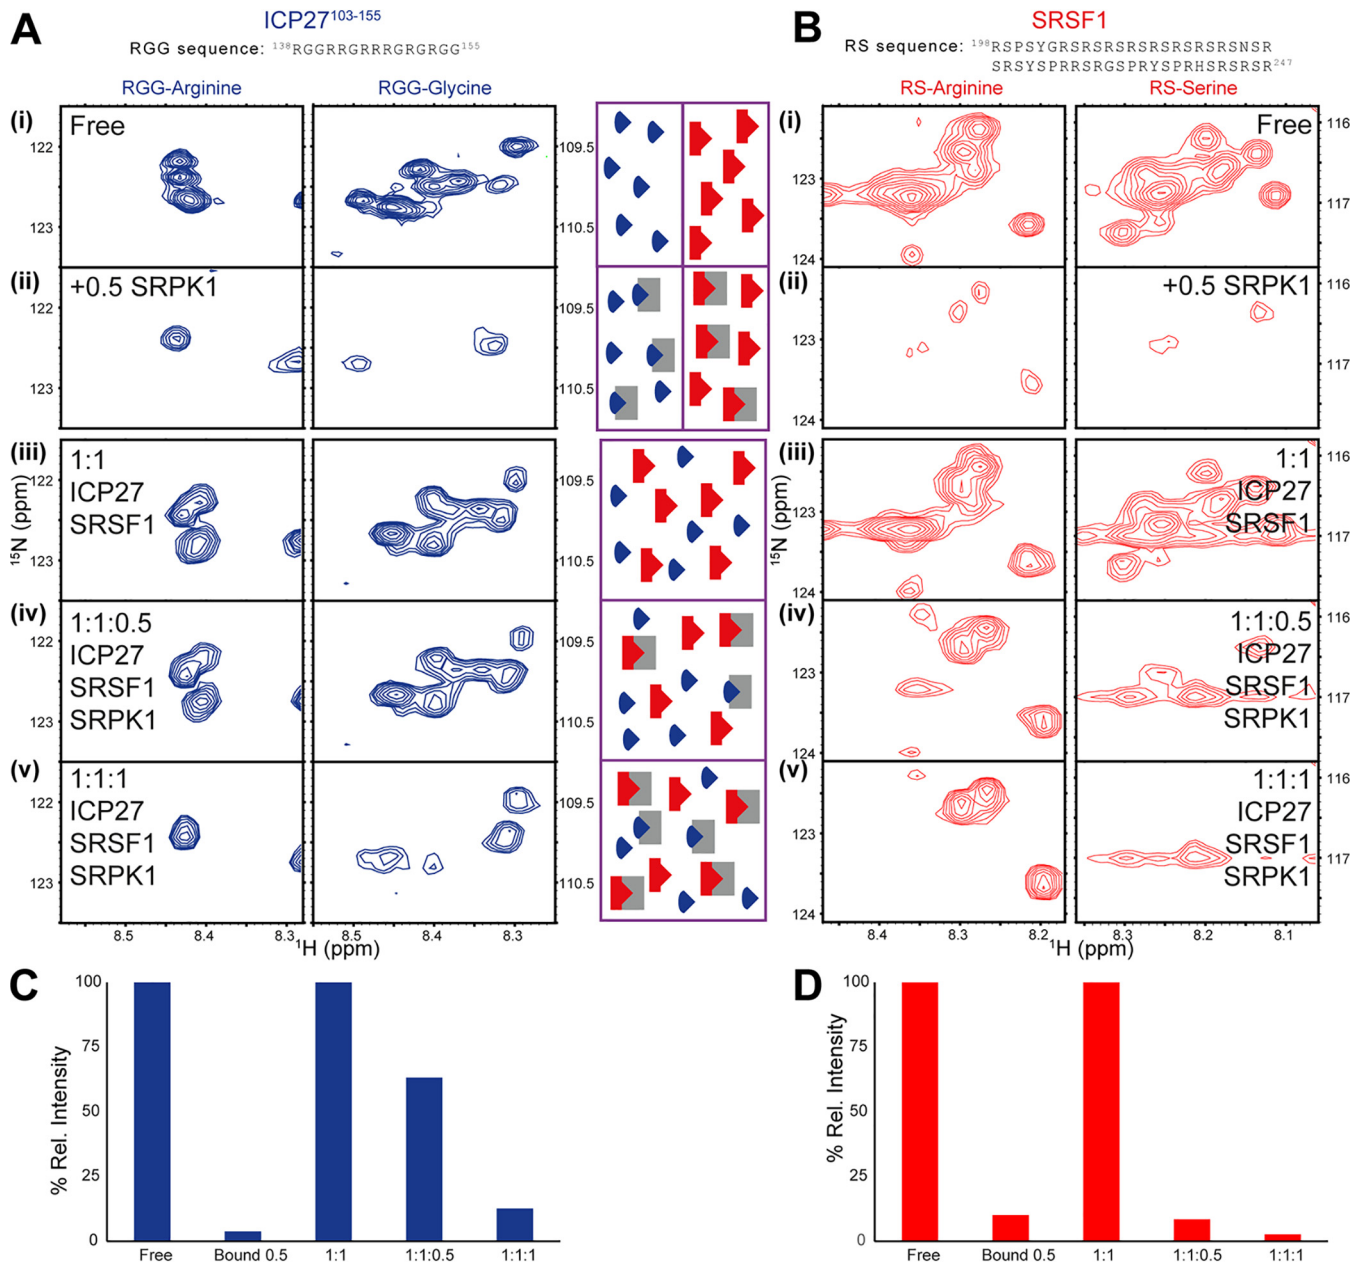 A
ICP27103-155
RGG sequence: 138RGGRRGRRRGRGRGG155
RGG-Arginine
RGG-Glycine
B
SRSF1
RS sequence: 198RSPSYGRSRSRSRSRSRSRSRSRSNSR
SRSYSPRRSRGSPRYSPRHSRSRSR247
RS-Arginine
RS-Serine
(i)
Free
122
123
109.5
110.5
(i)
Free
123
124
116
117
(ii)
+0.5 SRPK1
122
123
109.5
110.5
(ii)
+0.5 SRPK1
123
124
116
117
(iii)
1:1
ICP27
SRSF1
122
123
109.5
110.5
(iii)
1:1
ICP27
SRSF1
123
124
116
117
15N (ppm)
15N (ppm)
(iv)
1:1:0.5
ICP27
SRSF1
SRPK1
122
123
109.5
110.5
(iv)
1:1:0.5
ICP27
SRSF1
SRPK1
123
124
116
117
(v)
1:1:1
ICP27
SRSF1
SRPK1
122
123
109.5
110.5
(v)
1:1:1
ICP27
SRSF1
SRPK1
123
124
116
117
8.5 8.4 8.3 8.5 8.4 8.3
1H (ppm)
8.4 8.3 8.2 8.3 8.2 8.1
1H (ppm)
C
% Rel. Intensity
100
75
50
25
0
Free Bound 0.5 1:1 1:1:0.5 1:1:1
D
% Rel. Intensity
100
75
50
25
0
Free Bound 0.5 1:1 1:1:0.5 1:1:1